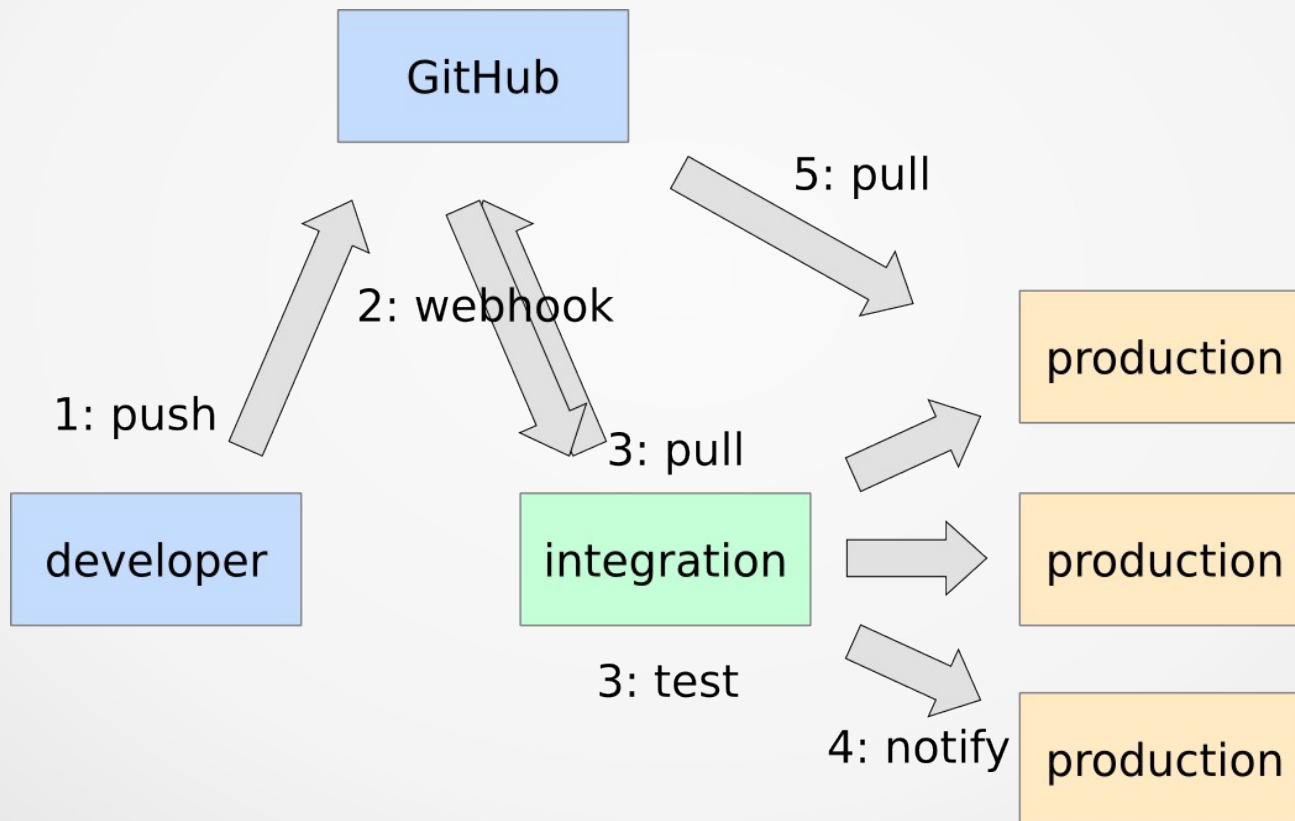 GitHub
5: pull
2: webhook
production
1: push
3: pull
developer
integration
production
3: test
4: notify
production